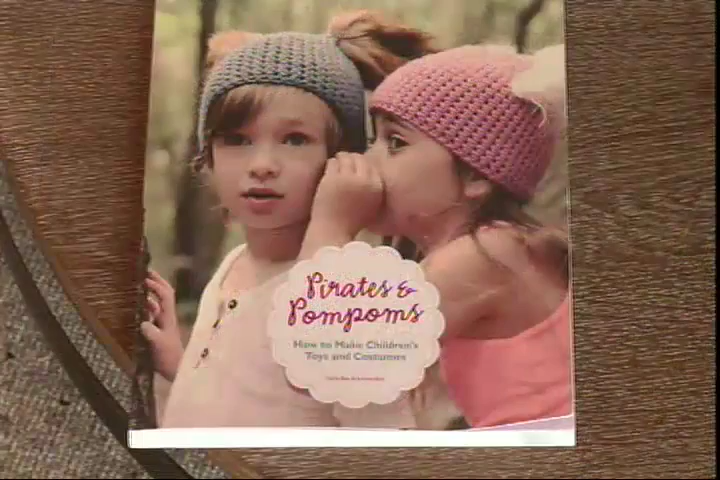 Pirates &
Pompoms
How to Make Children's
Toys and Costumes